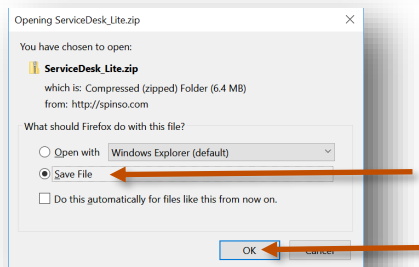 Opening ServiceDesk_Lite.zip
You have chosen to open:
ServiceDesk_Lite.zip
which is: Compressed (zipped) Folder (6.4 MB)
from: http://spinso.com
What should Firefox do with this file?
Open with Windows Explorer (default)
Save File
Do this automatically for files like this from now on.
OK Cancel